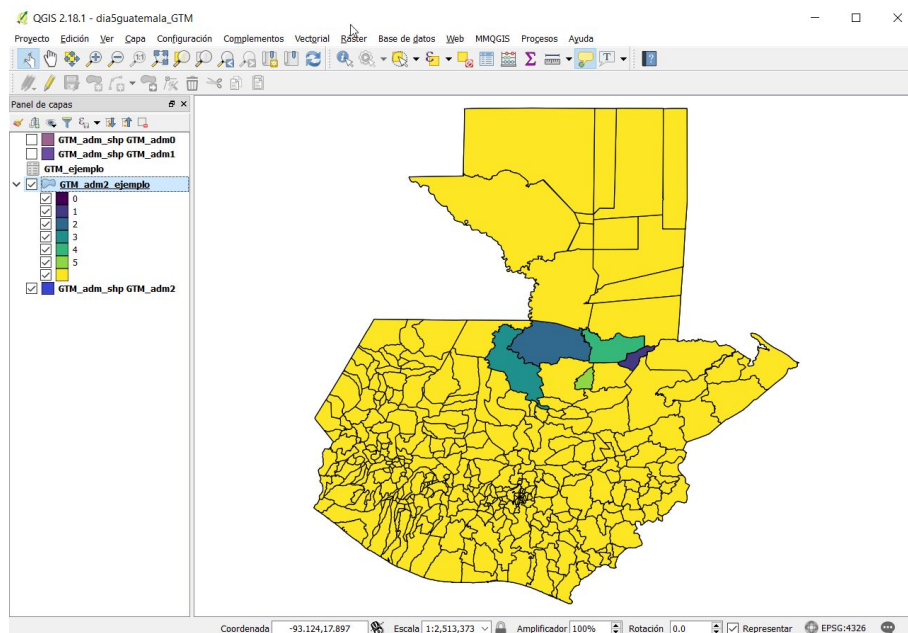 QGIS 2.18.1 - dia5guatemala_GTM
Proyecto Edición Ver Capa Configuración Complementos Vectorial Ráster Base de datos Web MMQGIS Procesos Ayuda
Panel de capas
GTM_adm_shp GTM_adm0
GTM_adm_shp GTM_adm1
GTM_ejemplo
GTM_adm2_ejemplo
0
1
2
3
4
5
GTM_adm_shp GTM_adm2
Coordenada -93.124,17.897 Escala 1:2,513,373 Amplificador 100% Rotación 0.0 Representar EPSG:4326